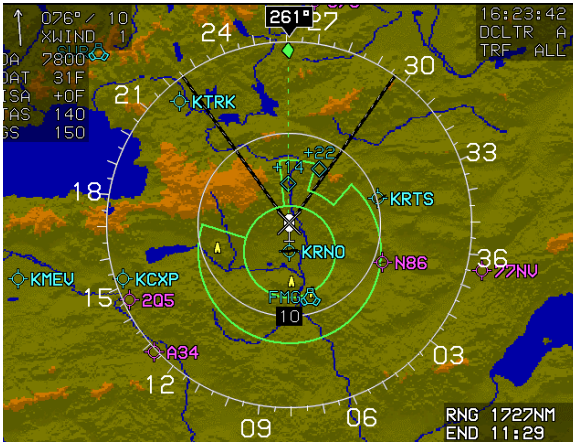 076°/ 10
XWIND 1
DA 7800
OAT 31F
ISA +0F
TAS 140
GS 150
261°
16:23:42
DCLTR A
TRF ALL
24
27
30
21
KTRK
33
+22
+14
18
KRTS
KRNO
N86
36
77NV
KMEV
KCXP
15
2Q5
FMG
10
A34
03
12
09
06
RNG 1727NM
END 11:29